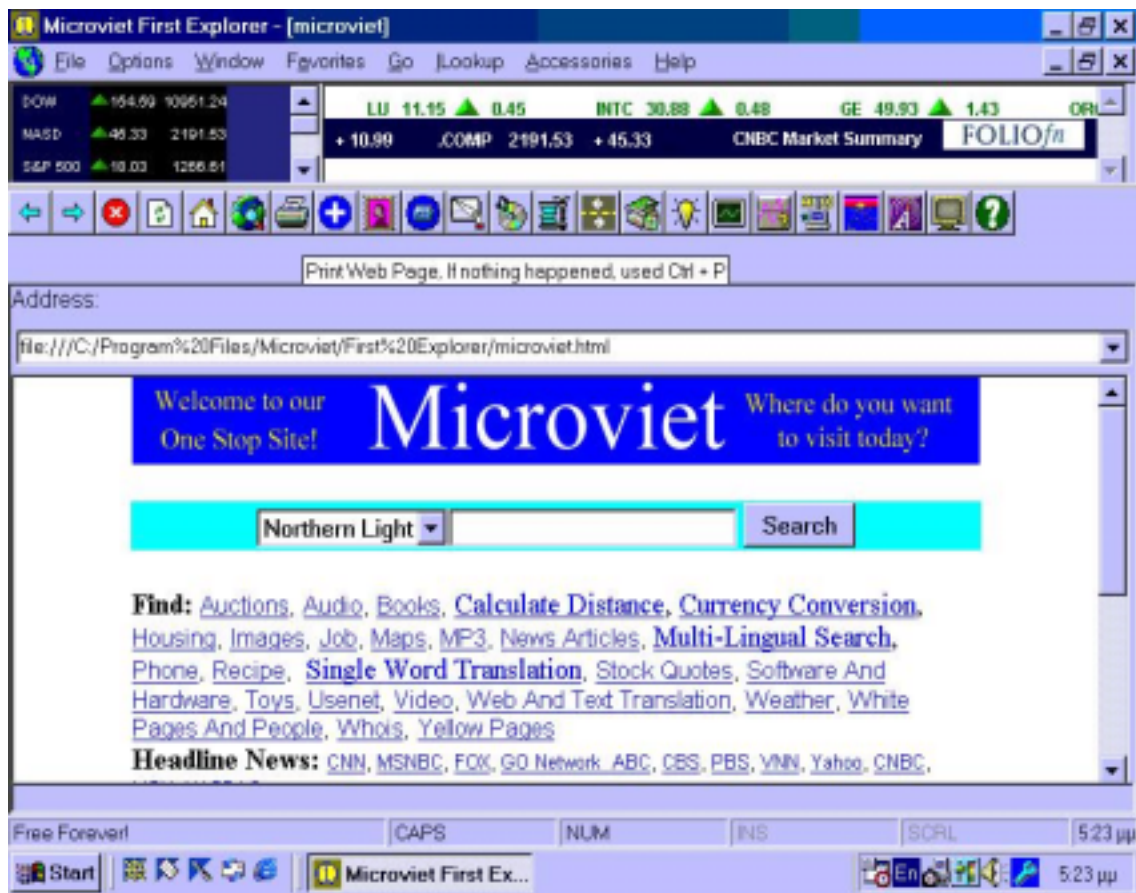 Microviet First Explorer - [microviet]
File Options Window Favorites Go !Lookup Accessories Help
DOW 164.59 10951.24
LU 11.15 0.45 INTC 30.88 0.48 GE 49.93 1.43
NASD 2191.53
+ 10.99 .COMP 2191.53 + 45.33 CNBC Market Summary FOLIOfn
S&P 500 18.03
Print Web Page, If nothing happened, used Ctrl + P
Address:
file:///C:/Program%20Files/Microviet/First%20Explorer/microviet.html
Welcome to our One Stop Site!
Microviet
Where do you want to visit today?
Northern Light Search
Find: Auctions, Audio, Books, Calculate Distance, Currency Conversion,
Housing, Images, Job, Maps, MP3, News Articles, Multi-Lingual Search,
Phone, Recipe, Single Word Translation, Stock Quotes, Software And
Hardware, Toys, Usenet, Video, Web And Text Translation, Weather, White
Pages And People, Whois, Yellow Pages
Headline News: CNN, MSNBC, FOX, GO Network ABC, CBS, PBS, VNN, Yahoo, CNBC,
Free Forever! CAPS NUM INS SCRL 5:23 μμ
Start Microviet First Ex... En 5:23 μμ